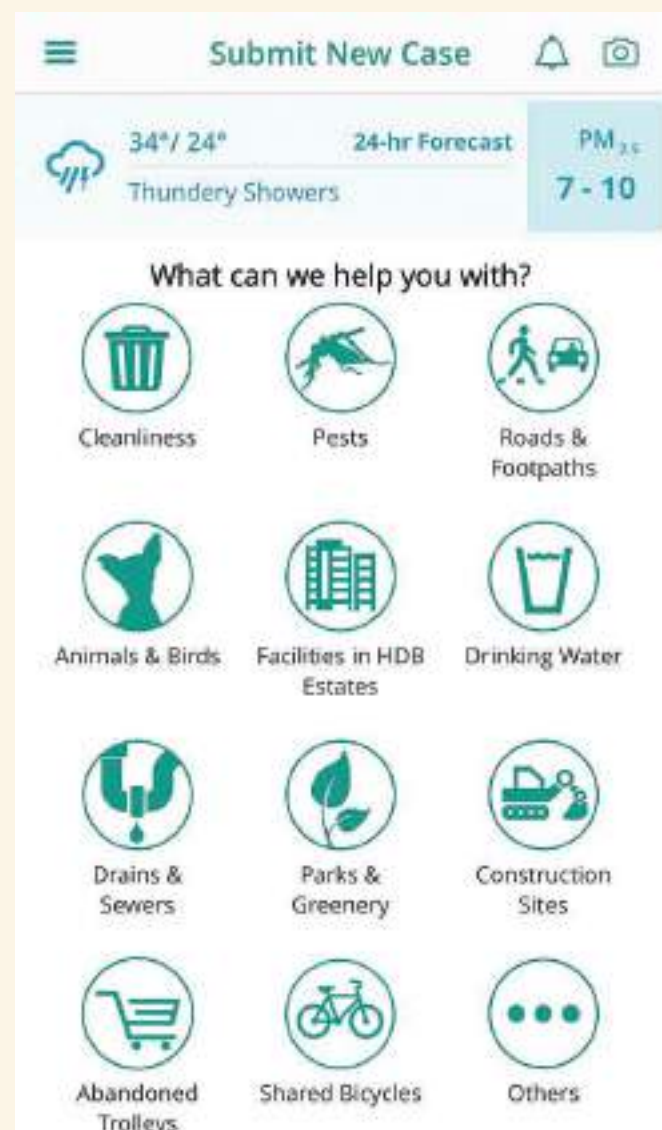 Submit New Case
34°/ 24°
24-hr Forecast
PM 2.5
Thundery Showers
7 - 10
What can we help you with?
Cleanliness
Pests
Roads &
Footpaths
Animals & Birds
Facilities in HDB
Estates
Drinking Water
Drains &
Sewers
Parks &
Greenery
Construction
Sites
Abandoned
Trolleys
Shared Bicycles
Others